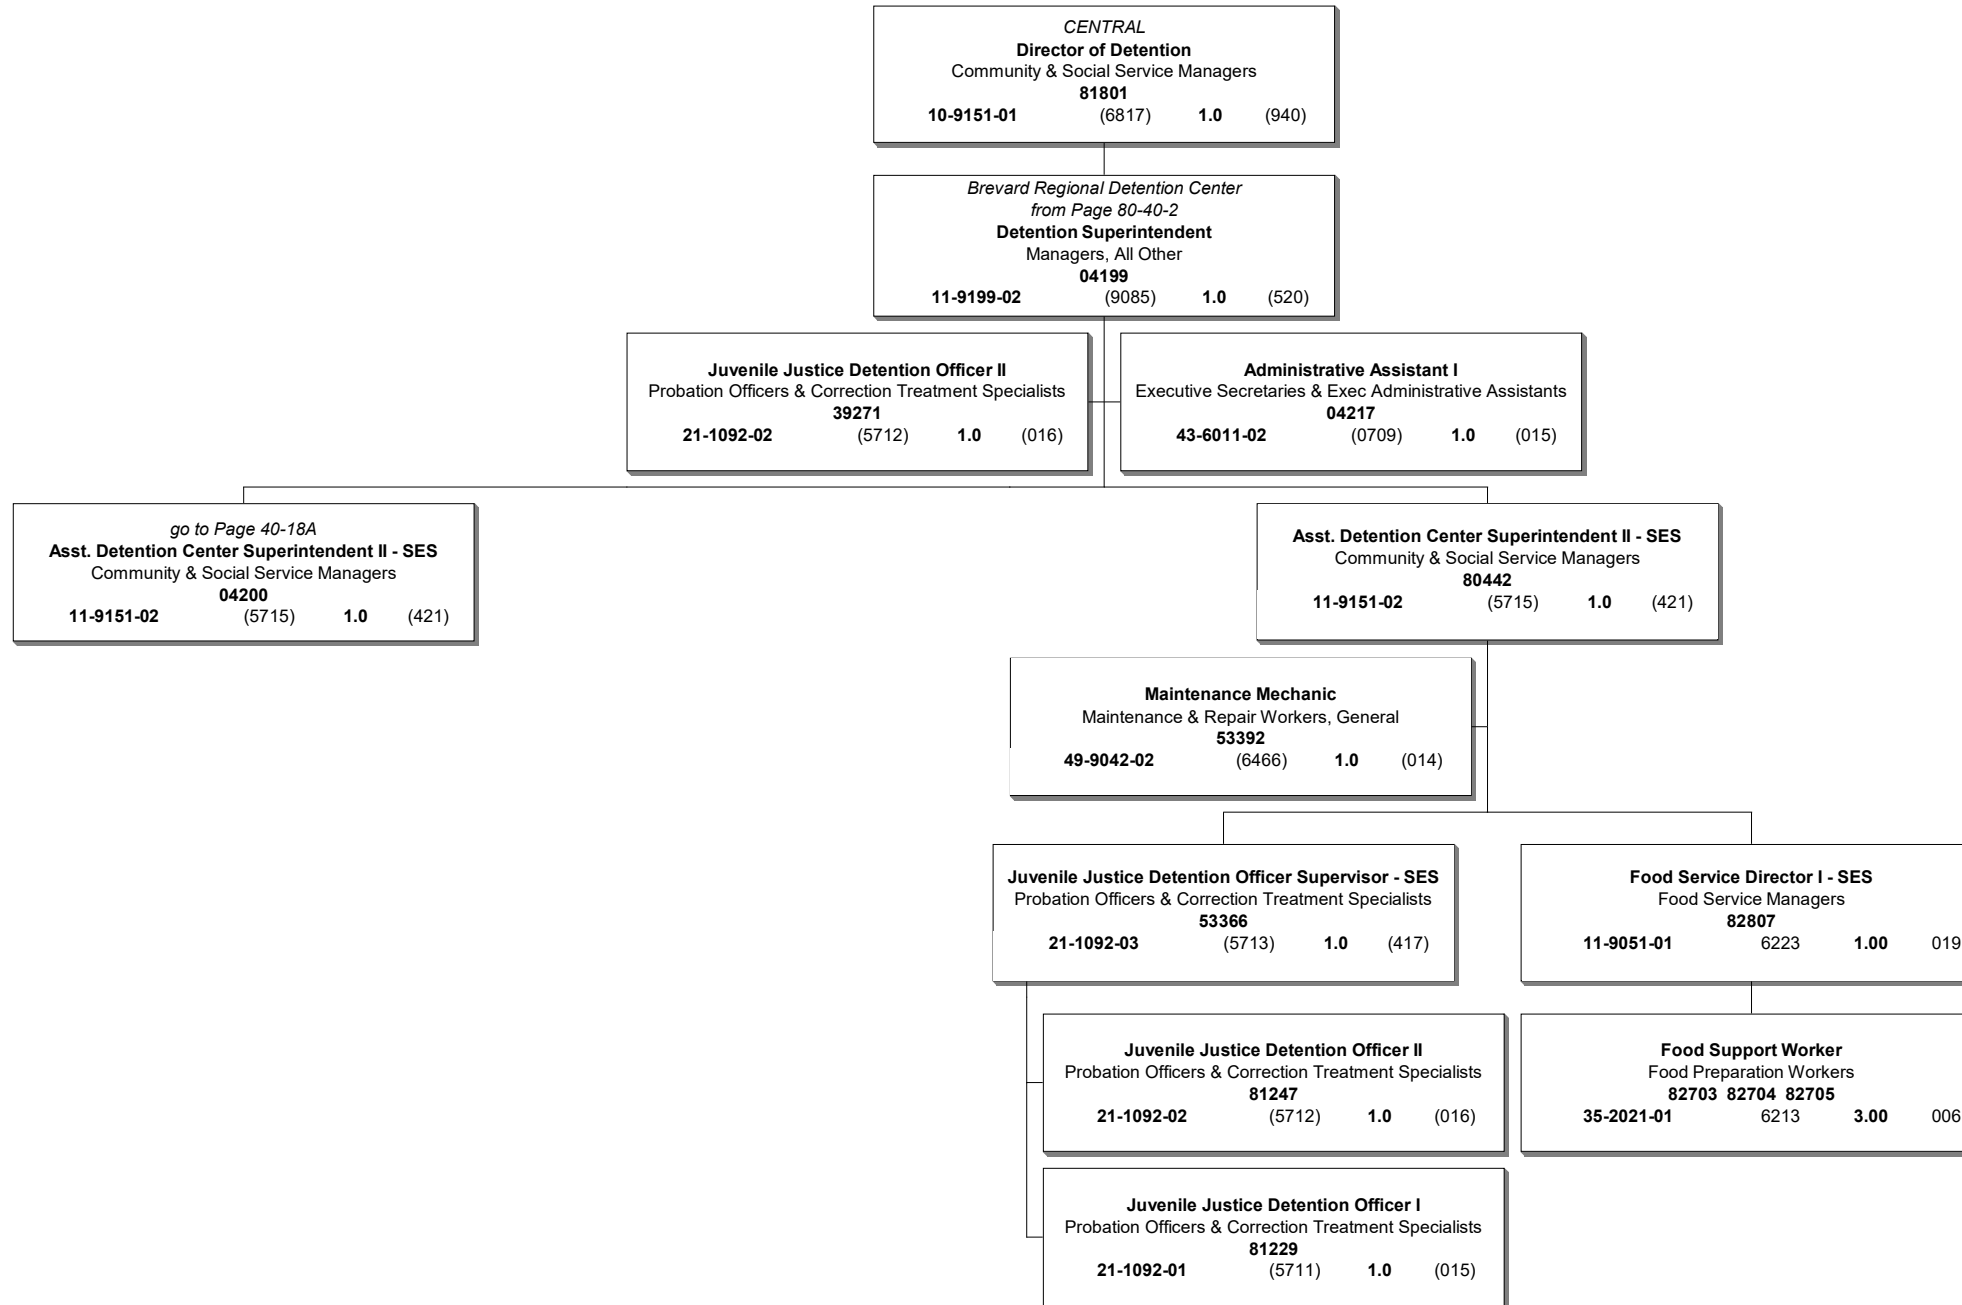 CENTRAL
Director of Detention
Community & Social Service Managers
81801
10-9151-01 (6817) 1.0 (940)
Brevard Regional Detention Center
from Page 80-40-2
Detention Superintendent
Managers, All Other
04199
11-9199-02 (9085) 1.0 (520)
Juvenile Justice Detention Officer II
Probation Officers & Correction Treatment Specialists
39271
21-1092-02 (5712) 1.0 (016)
Administrative Assistant I
Executive Secretaries & Exec Administrative Assistants
04217
43-6011-02 (0709) 1.0 (015)
go to Page 40-18A
Asst. Detention Center Superintendent II - SES
Community & Social Service Managers
04200
11-9151-02 (5715) 1.0 (421)
Asst. Detention Center Superintendent II - SES
Community & Social Service Managers
80442
11-9151-02 (5715) 1.0 (421)
Maintenance Mechanic
Maintenance & Repair Workers, General
53392
49-9042-02 (6466) 1.0 (014)
Juvenile Justice Detention Officer Supervisor - SES
Probation Officers & Correction Treatment Specialists
53366
21-1092-03 (5713) 1.0 (417)
Food Service Director I - SES
Food Service Managers
82807
11-9051-01 6223 1.00 019
Juvenile Justice Detention Officer II
Probation Officers & Correction Treatment Specialists
81247
21-1092-02 (5712) 1.0 (016)
Food Support Worker
Food Preparation Workers
82703 82704 82705
35-2021-01 6213 3.00 006
Juvenile Justice Detention Officer I
Probation Officers & Correction Treatment Specialists
81229
21-1092-01 (5711) 1.0 (015)